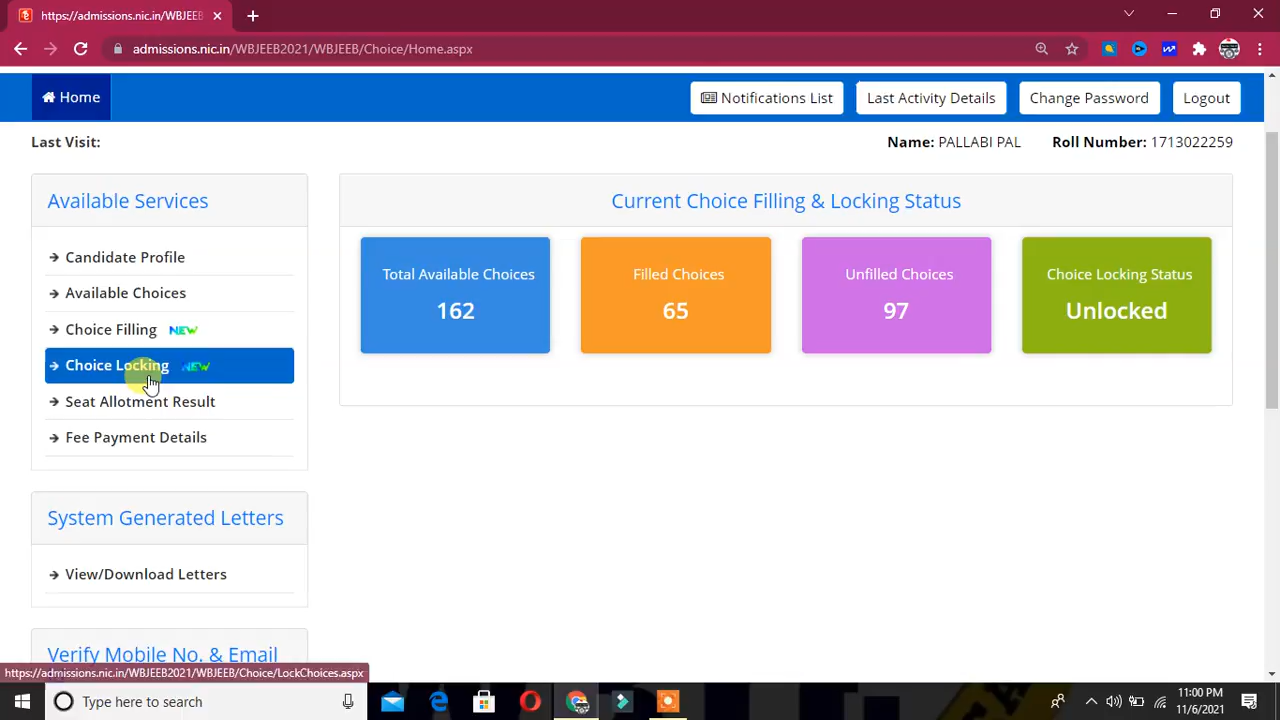 https://admissions.nic.in/WBJEEB
admissions.nic.in/WBJEEB2021/WBJEEB/Choice/Home.aspx
Home
Notifications List
Last Activity Details
Change Password
Logout
Last Visit:
Name: PALLABI PAL
Roll Number: 1713022259
Available Services
Candidate Profile
Available Choices
Choice Filling NEW
Choice Locking NEW
Seat Allotment Result
Fee Payment Details
System Generated Letters
View/Download Letters
Verify Mobile No. & Email
Current Choice Filling & Locking Status
Total Available Choices
162
Filled Choices
65
Unfilled Choices
97
Choice Locking Status
Unlocked
https://admissions.nic.in/WBJEEB2021/WBJEEB/Choice/LockChoices.aspx
Type here to search
11:00 PM
11/6/2021